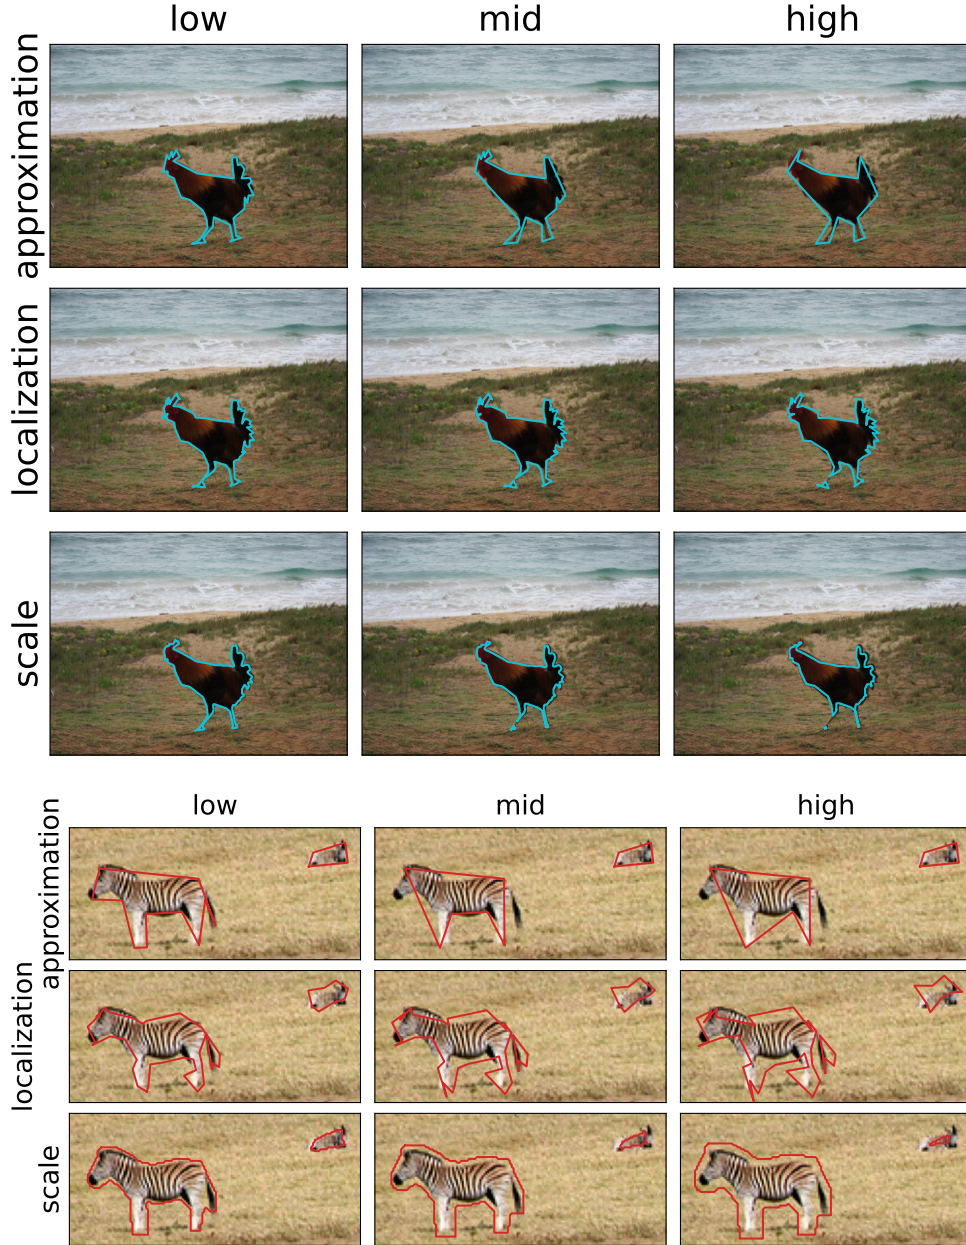 low mid high
approximation
localization
scale
low mid high
approximation
localization
scale